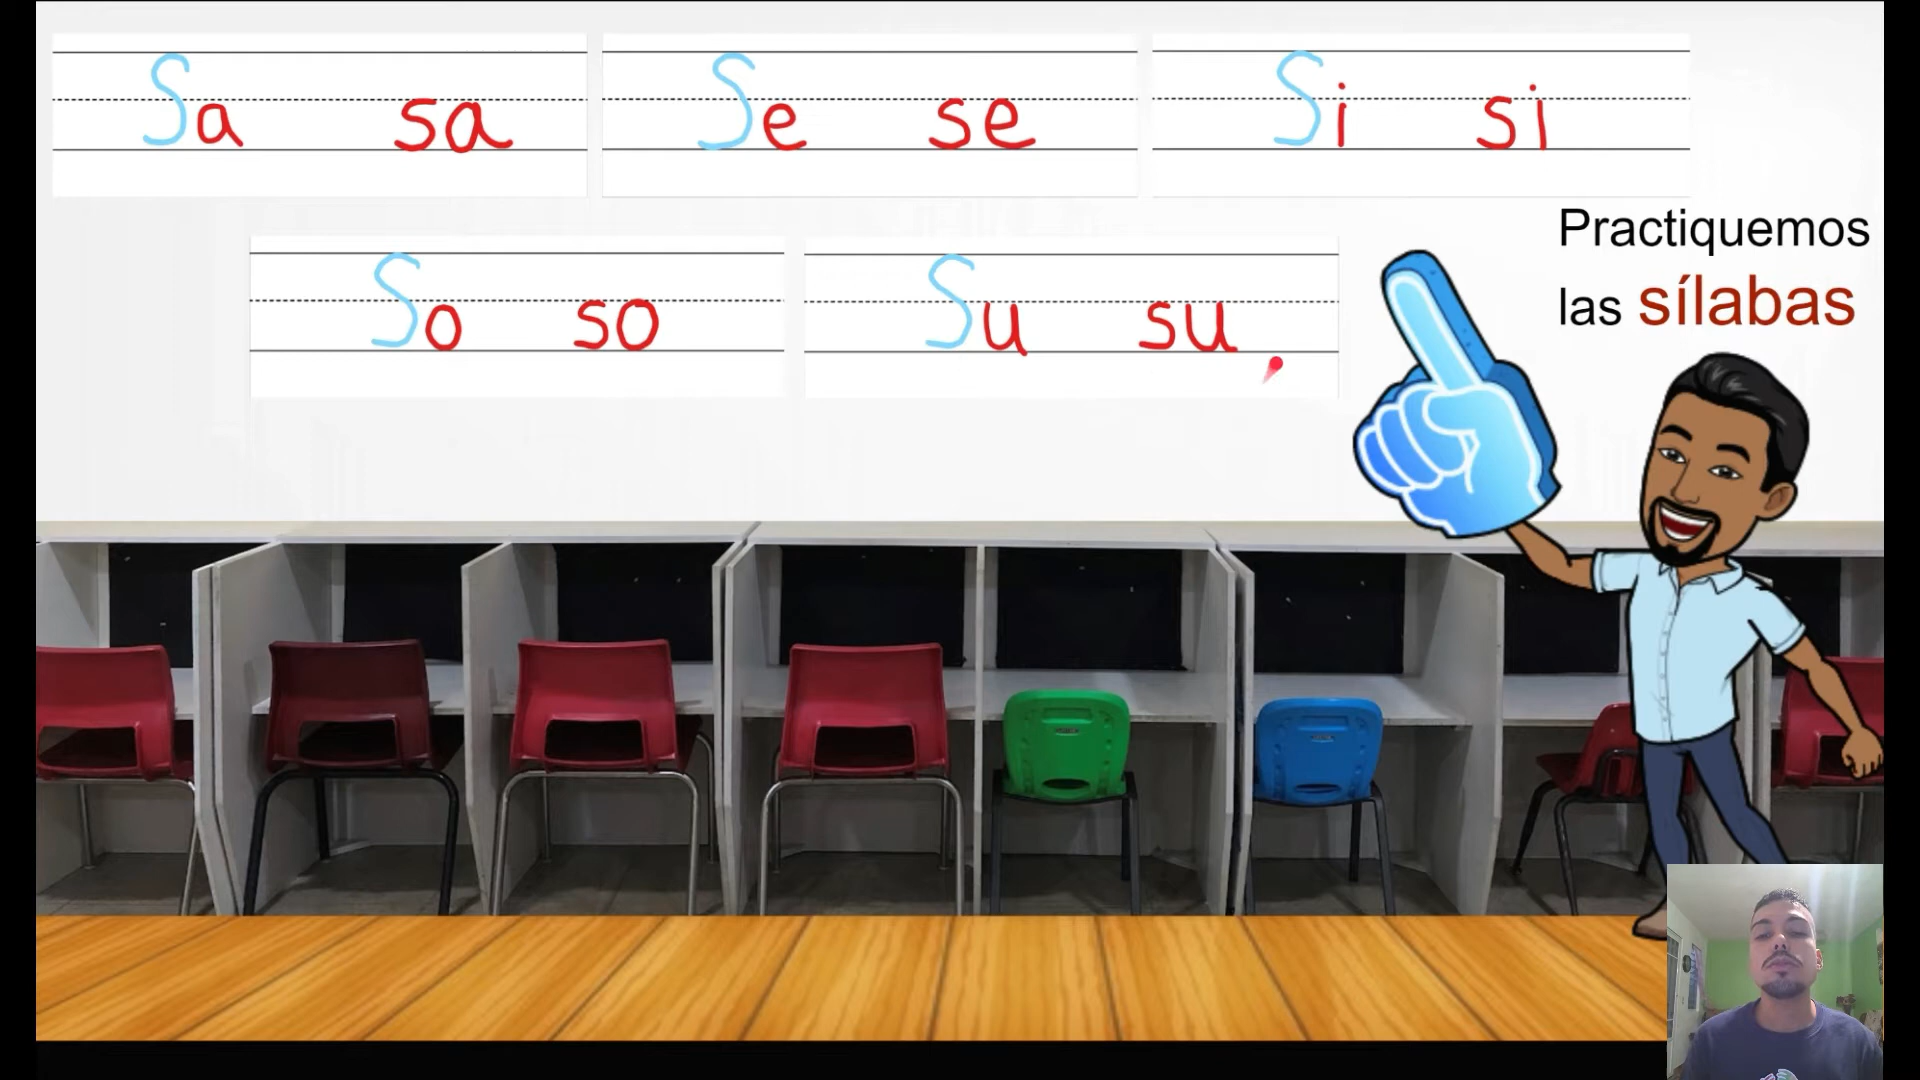 Sa sa
Se se
Si si
So so
Su su
Practiquemos
las sílabas